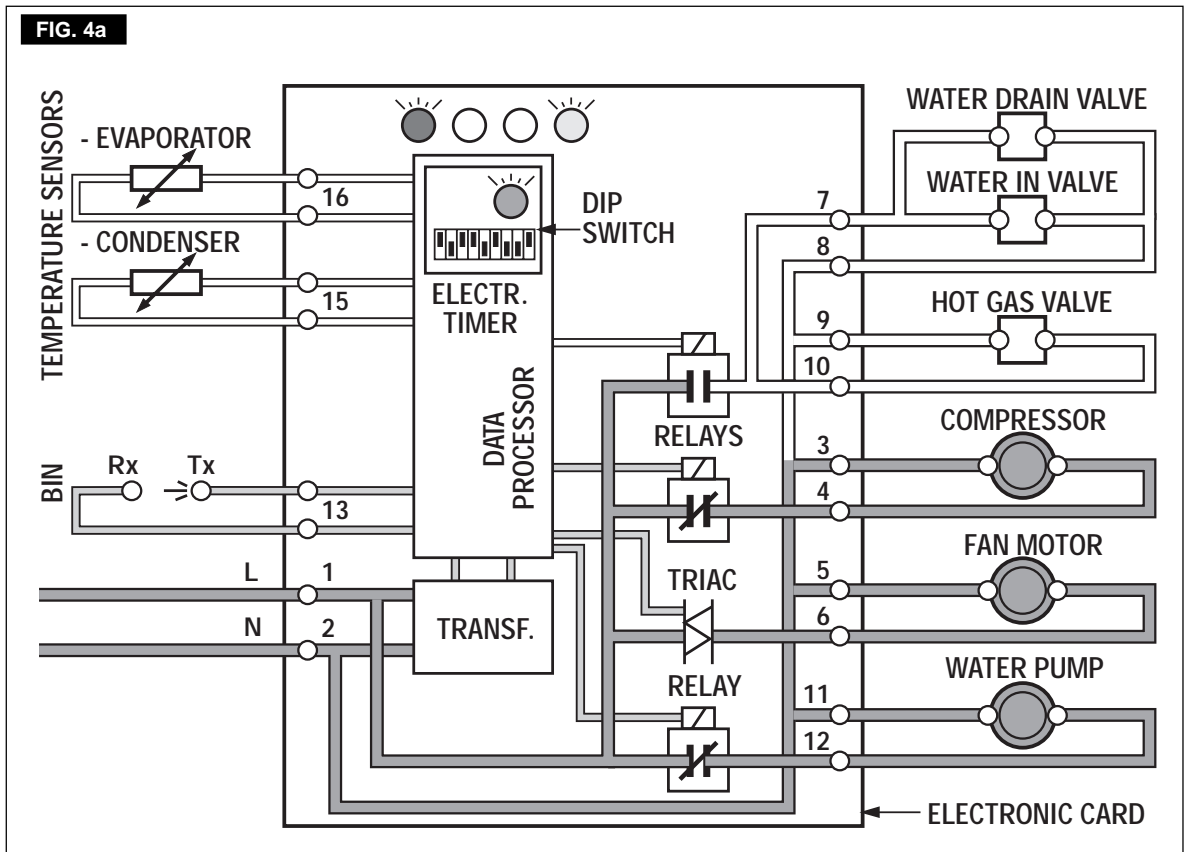 FIG. 4a
TEMPERATURE SENSORS
- EVAPORATOR
16
- CONDENSER
15
BIN
Rx
Tx
13
L
1
N
2
DIP
SWITCH
ELECTR.
TIMER
DATA
PROCESSOR
TRANSF.
RELAYS
TRIAC
RELAY
WATER DRAIN VALVE
WATER IN VALVE
7
8
HOT GAS VALVE
9
10
COMPRESSOR
3
4
FAN MOTOR
5
6
WATER PUMP
11
12
ELECTRONIC CARD